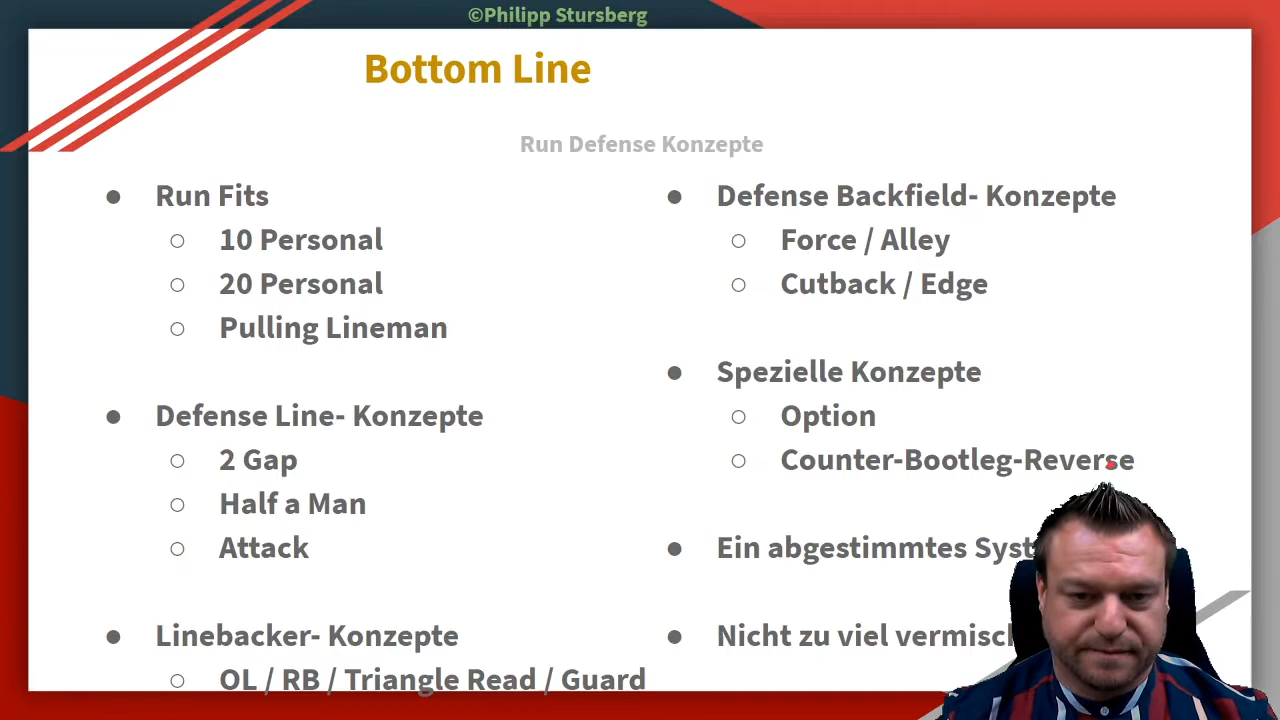 ©Philipp Stursberg
Bottom Line
Run Defense Konzepte
Run Fits
10 Personal
20 Personal
Pulling Lineman
Defense Line- Konzepte
2 Gap
Half a Man
Attack
Linebacker- Konzepte
OL / RB / Triangle Read / Guard
Defense Backfield- Konzepte
Force / Alley
Cutback / Edge
Spezielle Konzepte
Option
Counter-Bootleg-Reverse
Ein abgestimmtes
Nicht zu viel